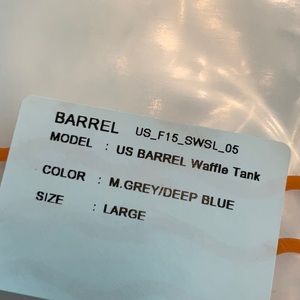 BARREL US_F15_SWSL_05
MODEL : US BARREL Waffle Tank
COLOR : M.GREY/DEEP BLUE
SIZE : LARGE